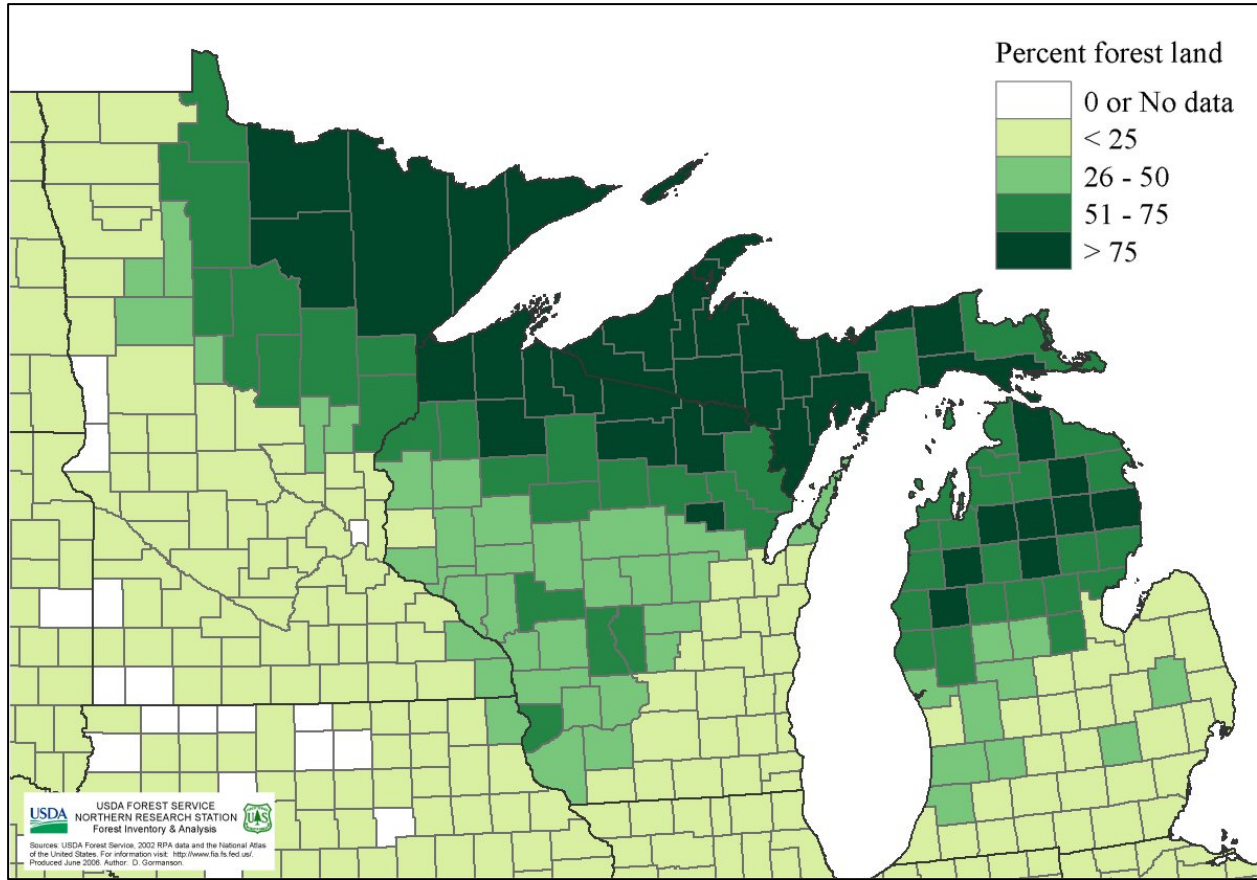 Percent forest land
0 or No data
< 25
26 - 50
51 - 75
> 75
USDA
USDA FOREST SERVICE
NORTHERN RESEARCH STATION
Forest Inventory & Analysis
Sources: USDA Forest Service, 2002 RPA data and the National Atlas
of the United States. For information visit: http://www.fia.fs.fed.us/.
Produced June 2006. Author: D. Gormanson.